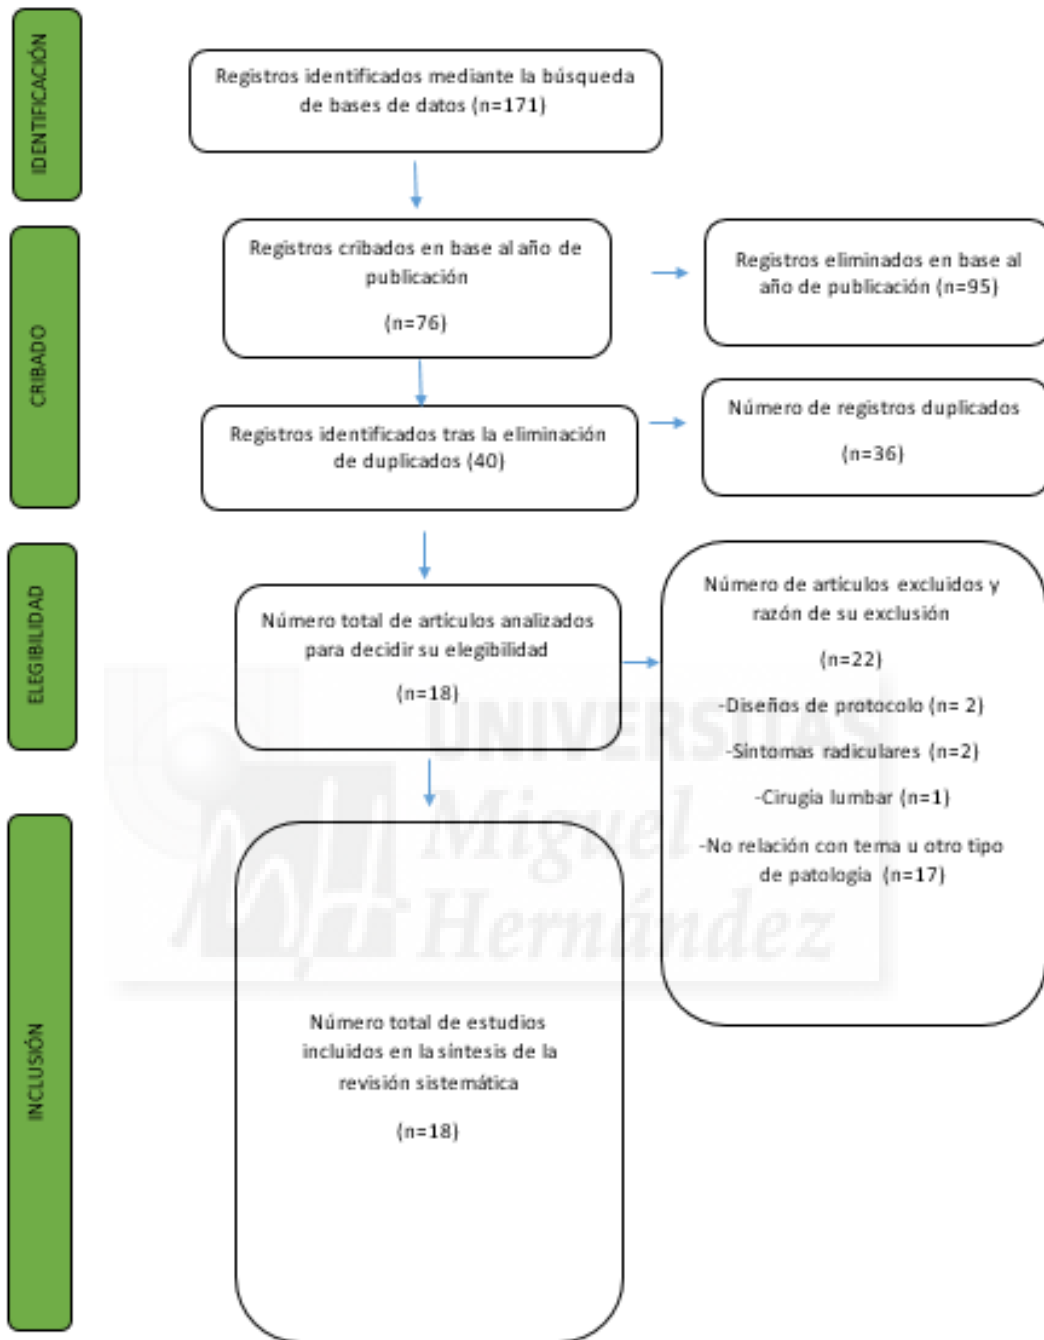 IDENTIFICACIÓN
Registros identificados mediante la búsqueda
de bases de datos (n=171)
CRIBADO
Registros cribados en base al año de
publicación
(n=76)
Registros eliminados en base al
año de publicación (n=95)
Registros identificados tras la eliminación
de duplicados (40)
Número de registros duplicados
(n=36)
ELEGIBILIDAD
Número total de artículos analizados
para decidir su elegibilidad
(n=18)
Número de artículos excluidos y
razón de su exclusión
(n=22)
-Diseños de protocolo (n= 2)
-Síntomas radiculares (n=2)
-Cirugía lumbar (n=1)
-No relación con tema u otro tipo
de patología (n=17)
INCLUSIÓN
Número total de estudios
incluidos en la síntesis de la
revisión sistemática
(n=18)
UNIVERSITAS
Miguel
Hernández